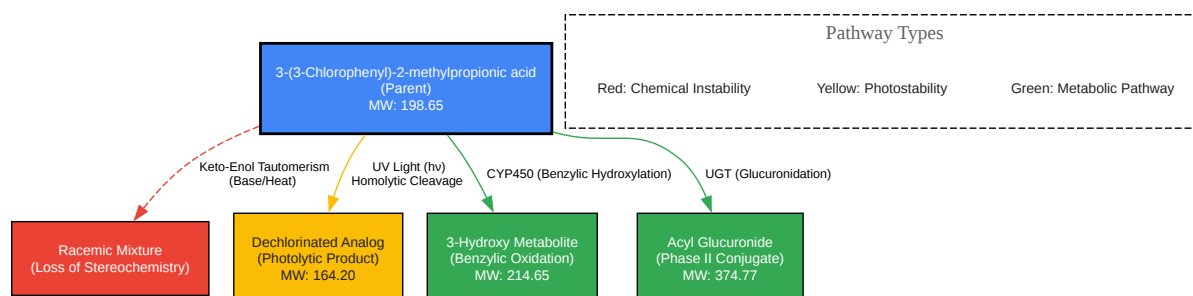 Pathway Types
Red: Chemical Instability
Yellow: Photostability
Green: Metabolic Pathway
3-(3-Chlorophenyl)-2-methylpropionic acid
(Parent)
MW: 198.65
Keto-Enol Tautomerism
(Base/Heat)
UV Light (hν)
Homolytic Cleavage
CYP450 (Benzylic Hydroxylation)
UGT (Glucuronidation)
Racemic Mixture
(Loss of Stereochemistry)
Dechlorinated Analog
(Photolytic Product)
MW: 164.20
3-Hydroxy Metabolite
(Benzylic Oxidation)
MW: 214.65
Acyl Glucuronide
(Phase II Conjugate)
MW: 374.77